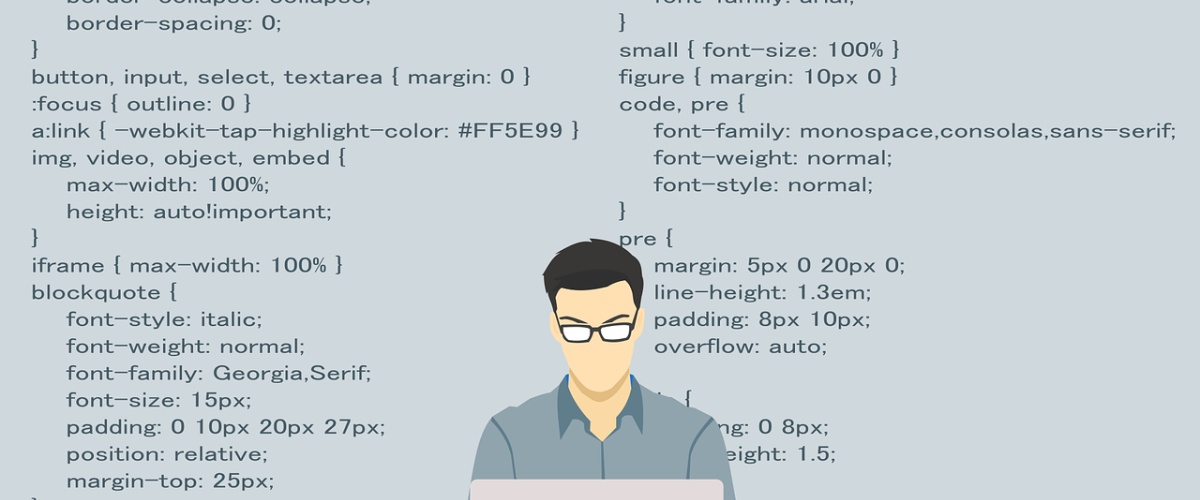 border-collapse: collapse;
border-spacing: 0;
}
button, input, select, textarea { margin: 0 }
:focus { outline: 0 }
a:link { -webkit-tap-highlight-color: #FF5E99 }
img, video, object, embed {
max-width: 100%;
height: auto!important;
}
iframe { max-width: 100% }
blockquote {
font-style: italic;
font-weight: normal;
font-family: Georgia,Serif;
font-size: 15px;
padding: 0 10px 20px 27px;
position: relative;
margin-top: 25px;
}
font-family: arial;
}
small { font-size: 100% }
figure { margin: 10px 0 }
code, pre {
font-family: monospace,consolas,sans-serif;
font-weight: normal;
font-style: normal;
}
pre {
margin: 5px 0 20px 0;
line-height: 1.3em;
padding: 8px 10px;
overflow: auto;
{
ng: 0 8px;
eight: 1.5;